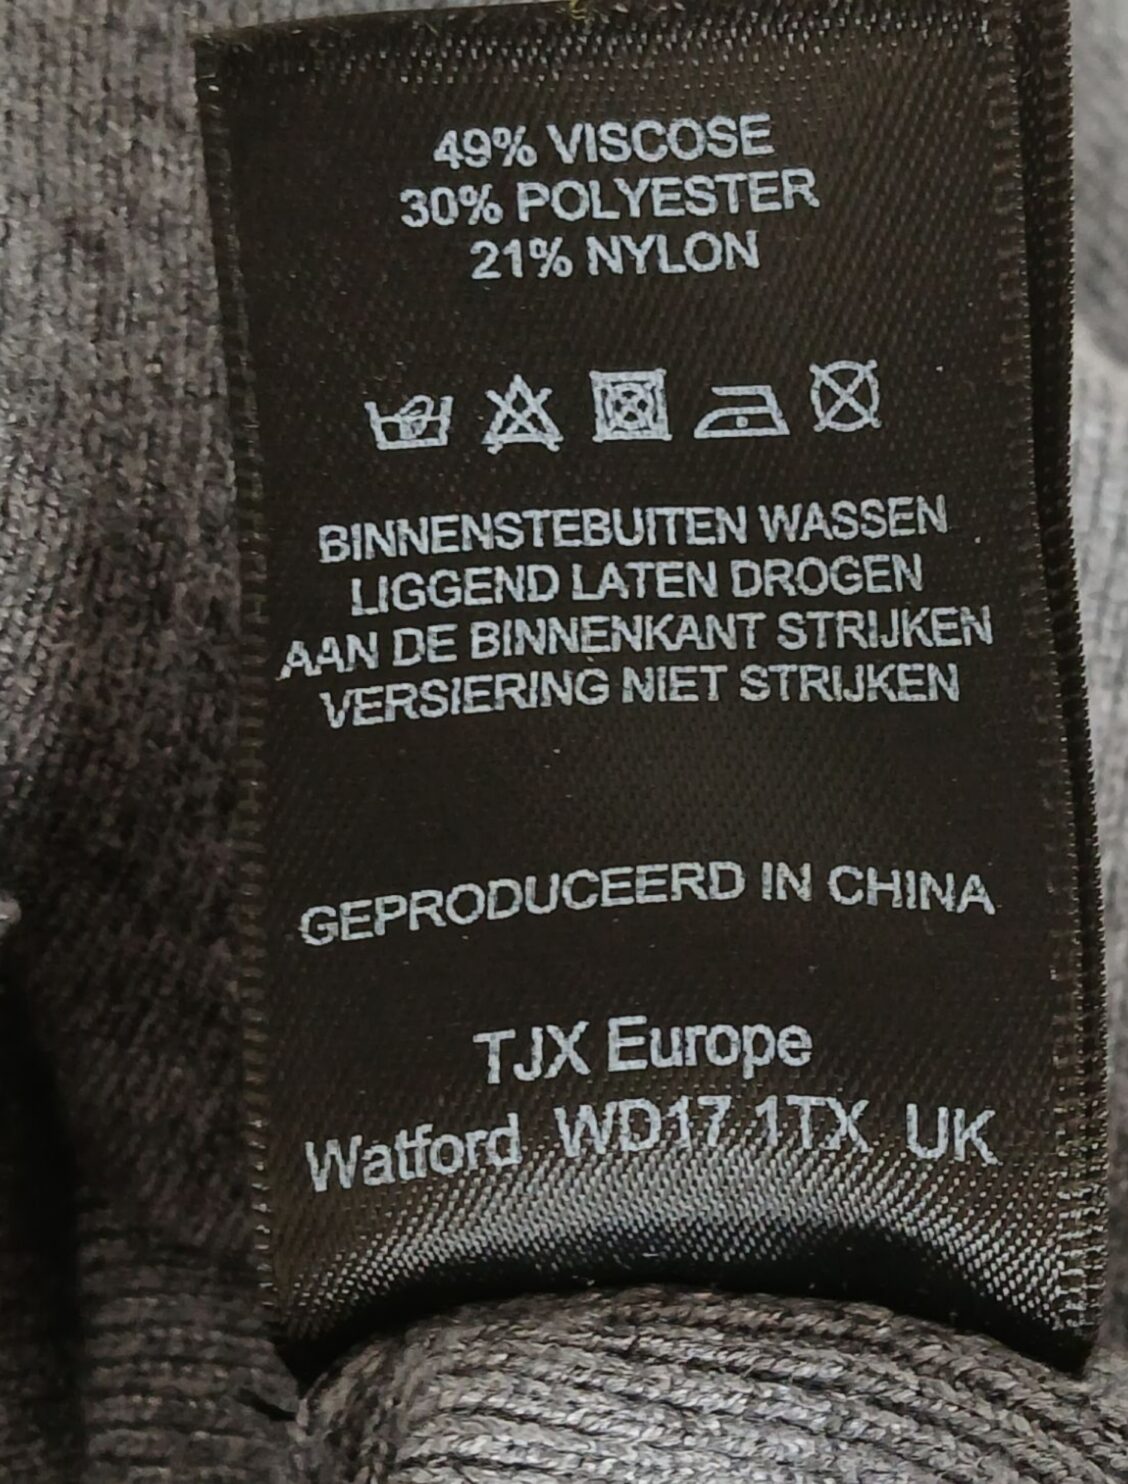 49% VISCOSE
30% POLYESTER
21% NYLON
BINNENSTEBUITEN WASSEN
LIGGEND LATEN DROGEN
AAN DE BINNENKANT STRIJKEN
VERSIERING NIET STRIJKEN
GEPRODUCEERD IN CHINA
TJX Europe
Watford WD17 1TX UK